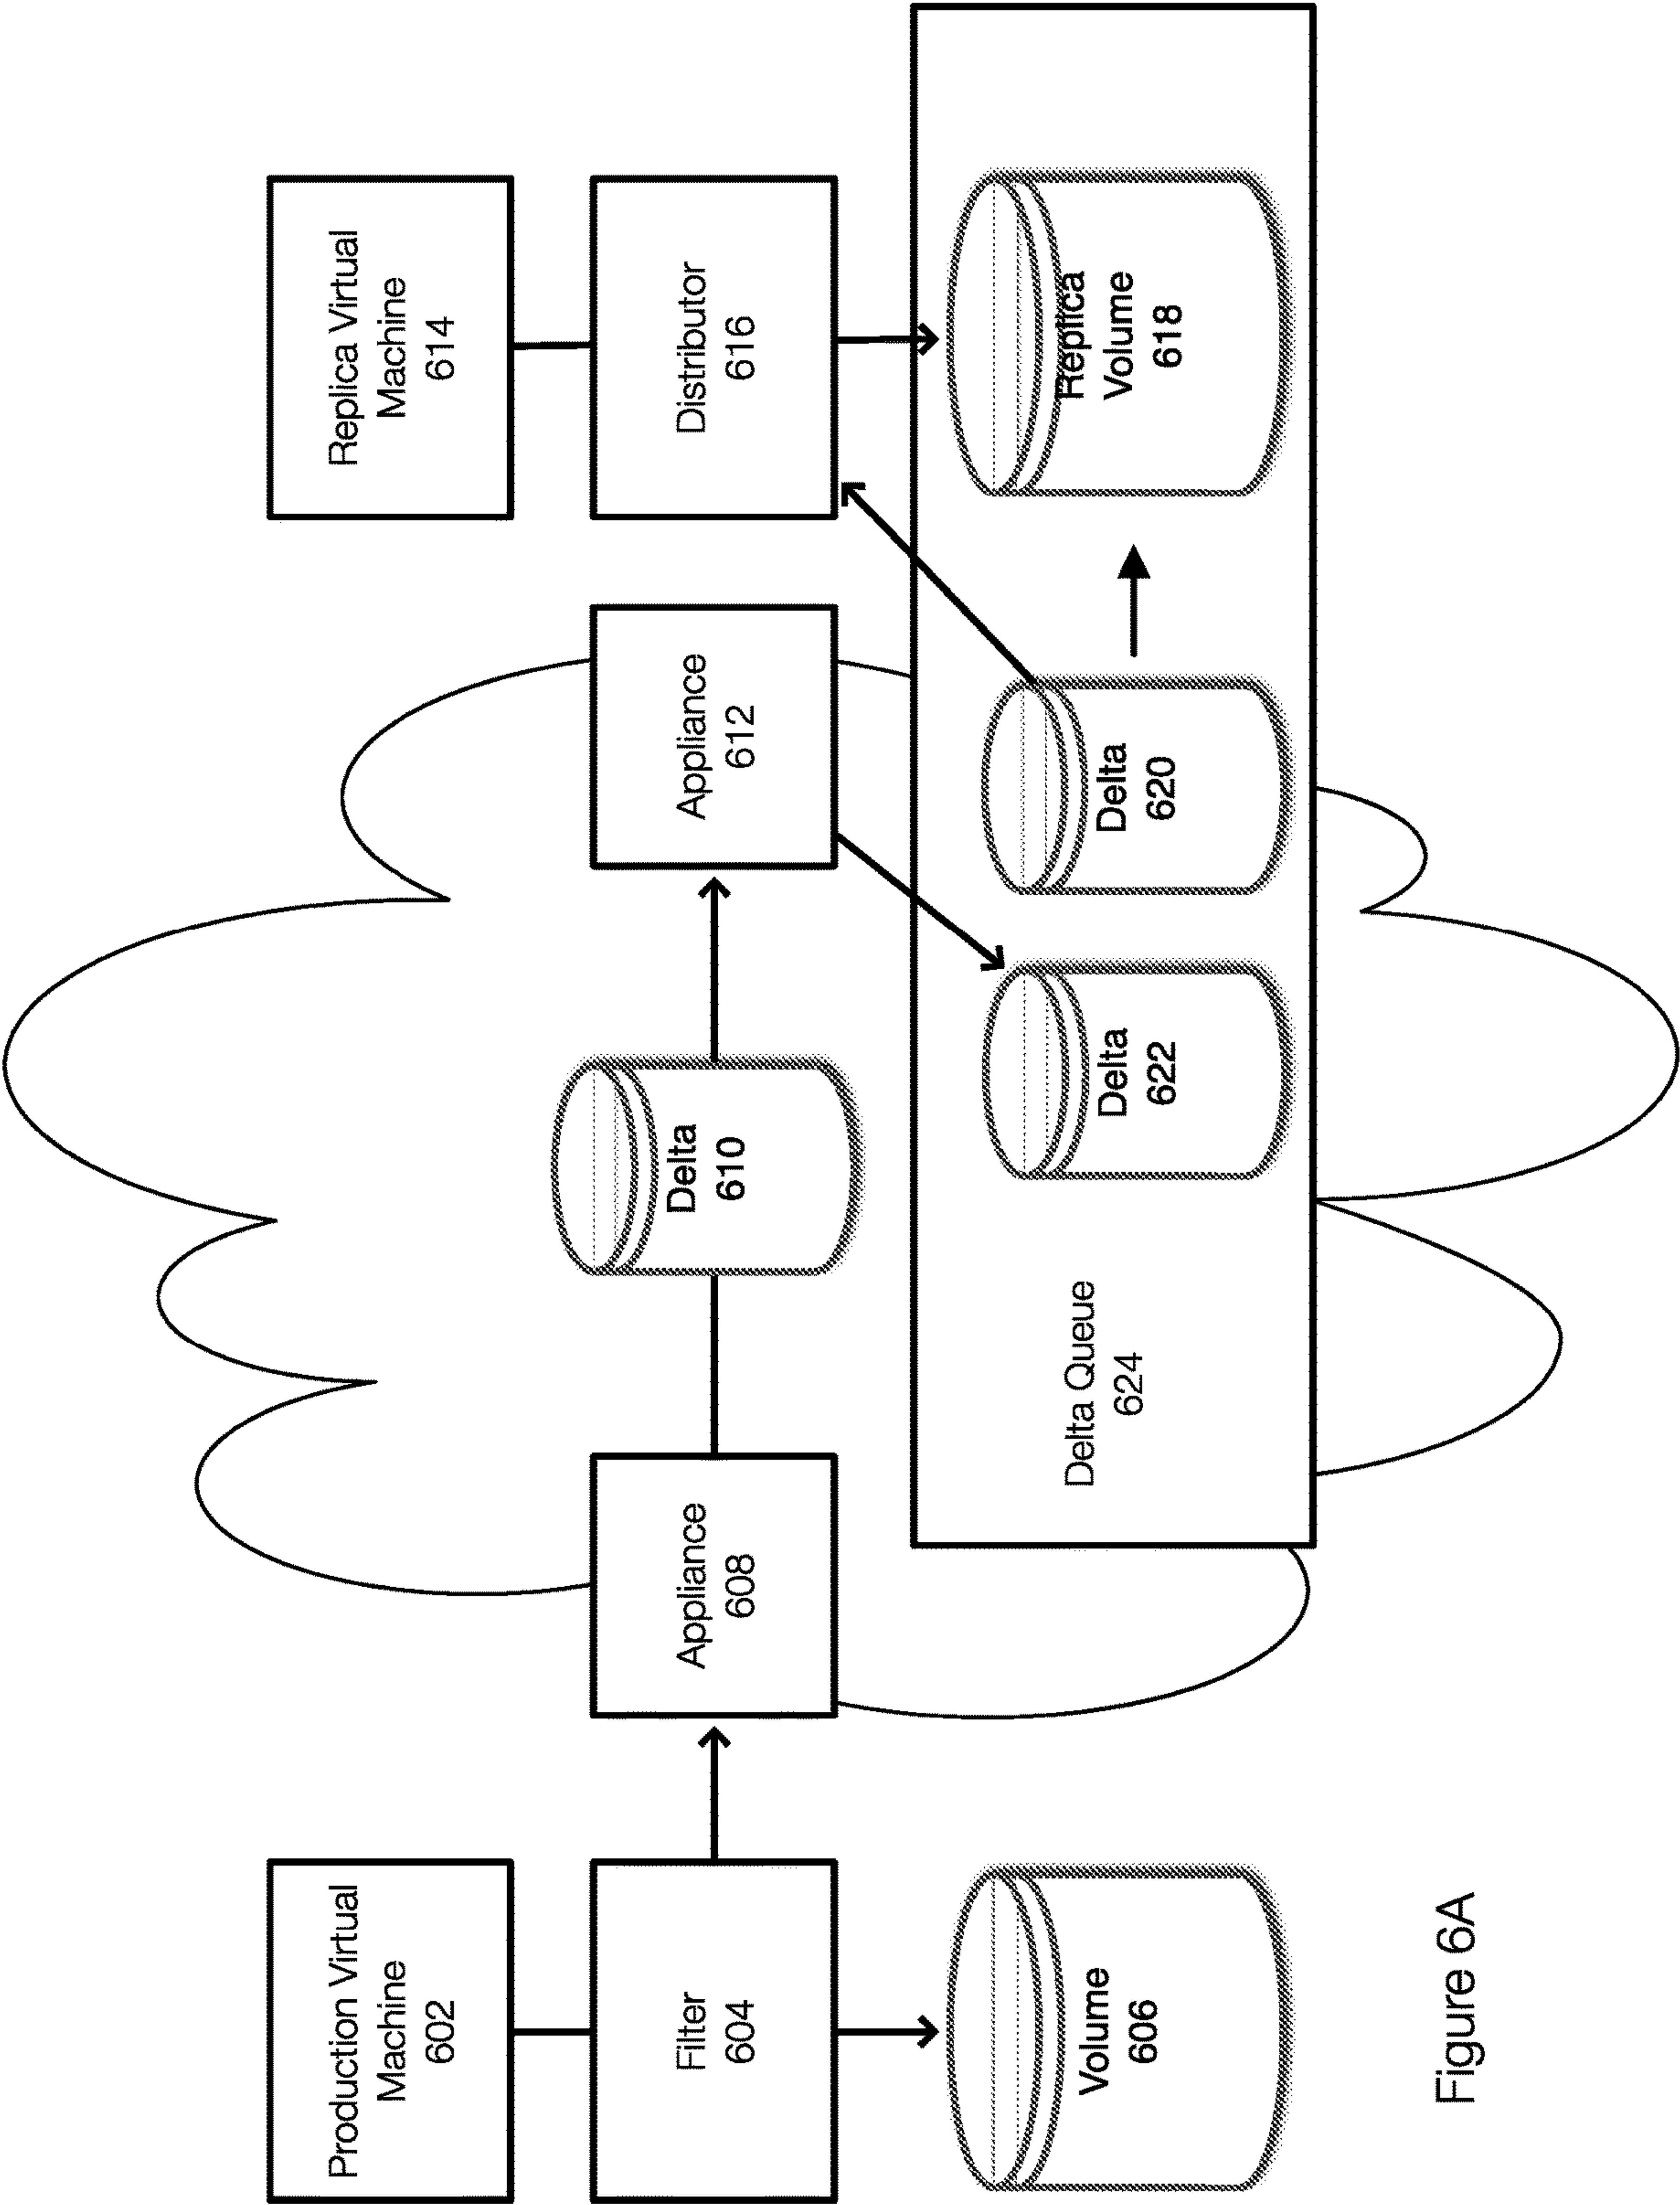 Production Virtual
Machine
602
Filter
604
Volume
606
Appliance
608
Delta
610
Appliance
612
Replica Virtual
Machine
614
Distributor
616
Replica
Volume
618
Delta
620
Delta
622
Delta Queue
624
Figure 6A